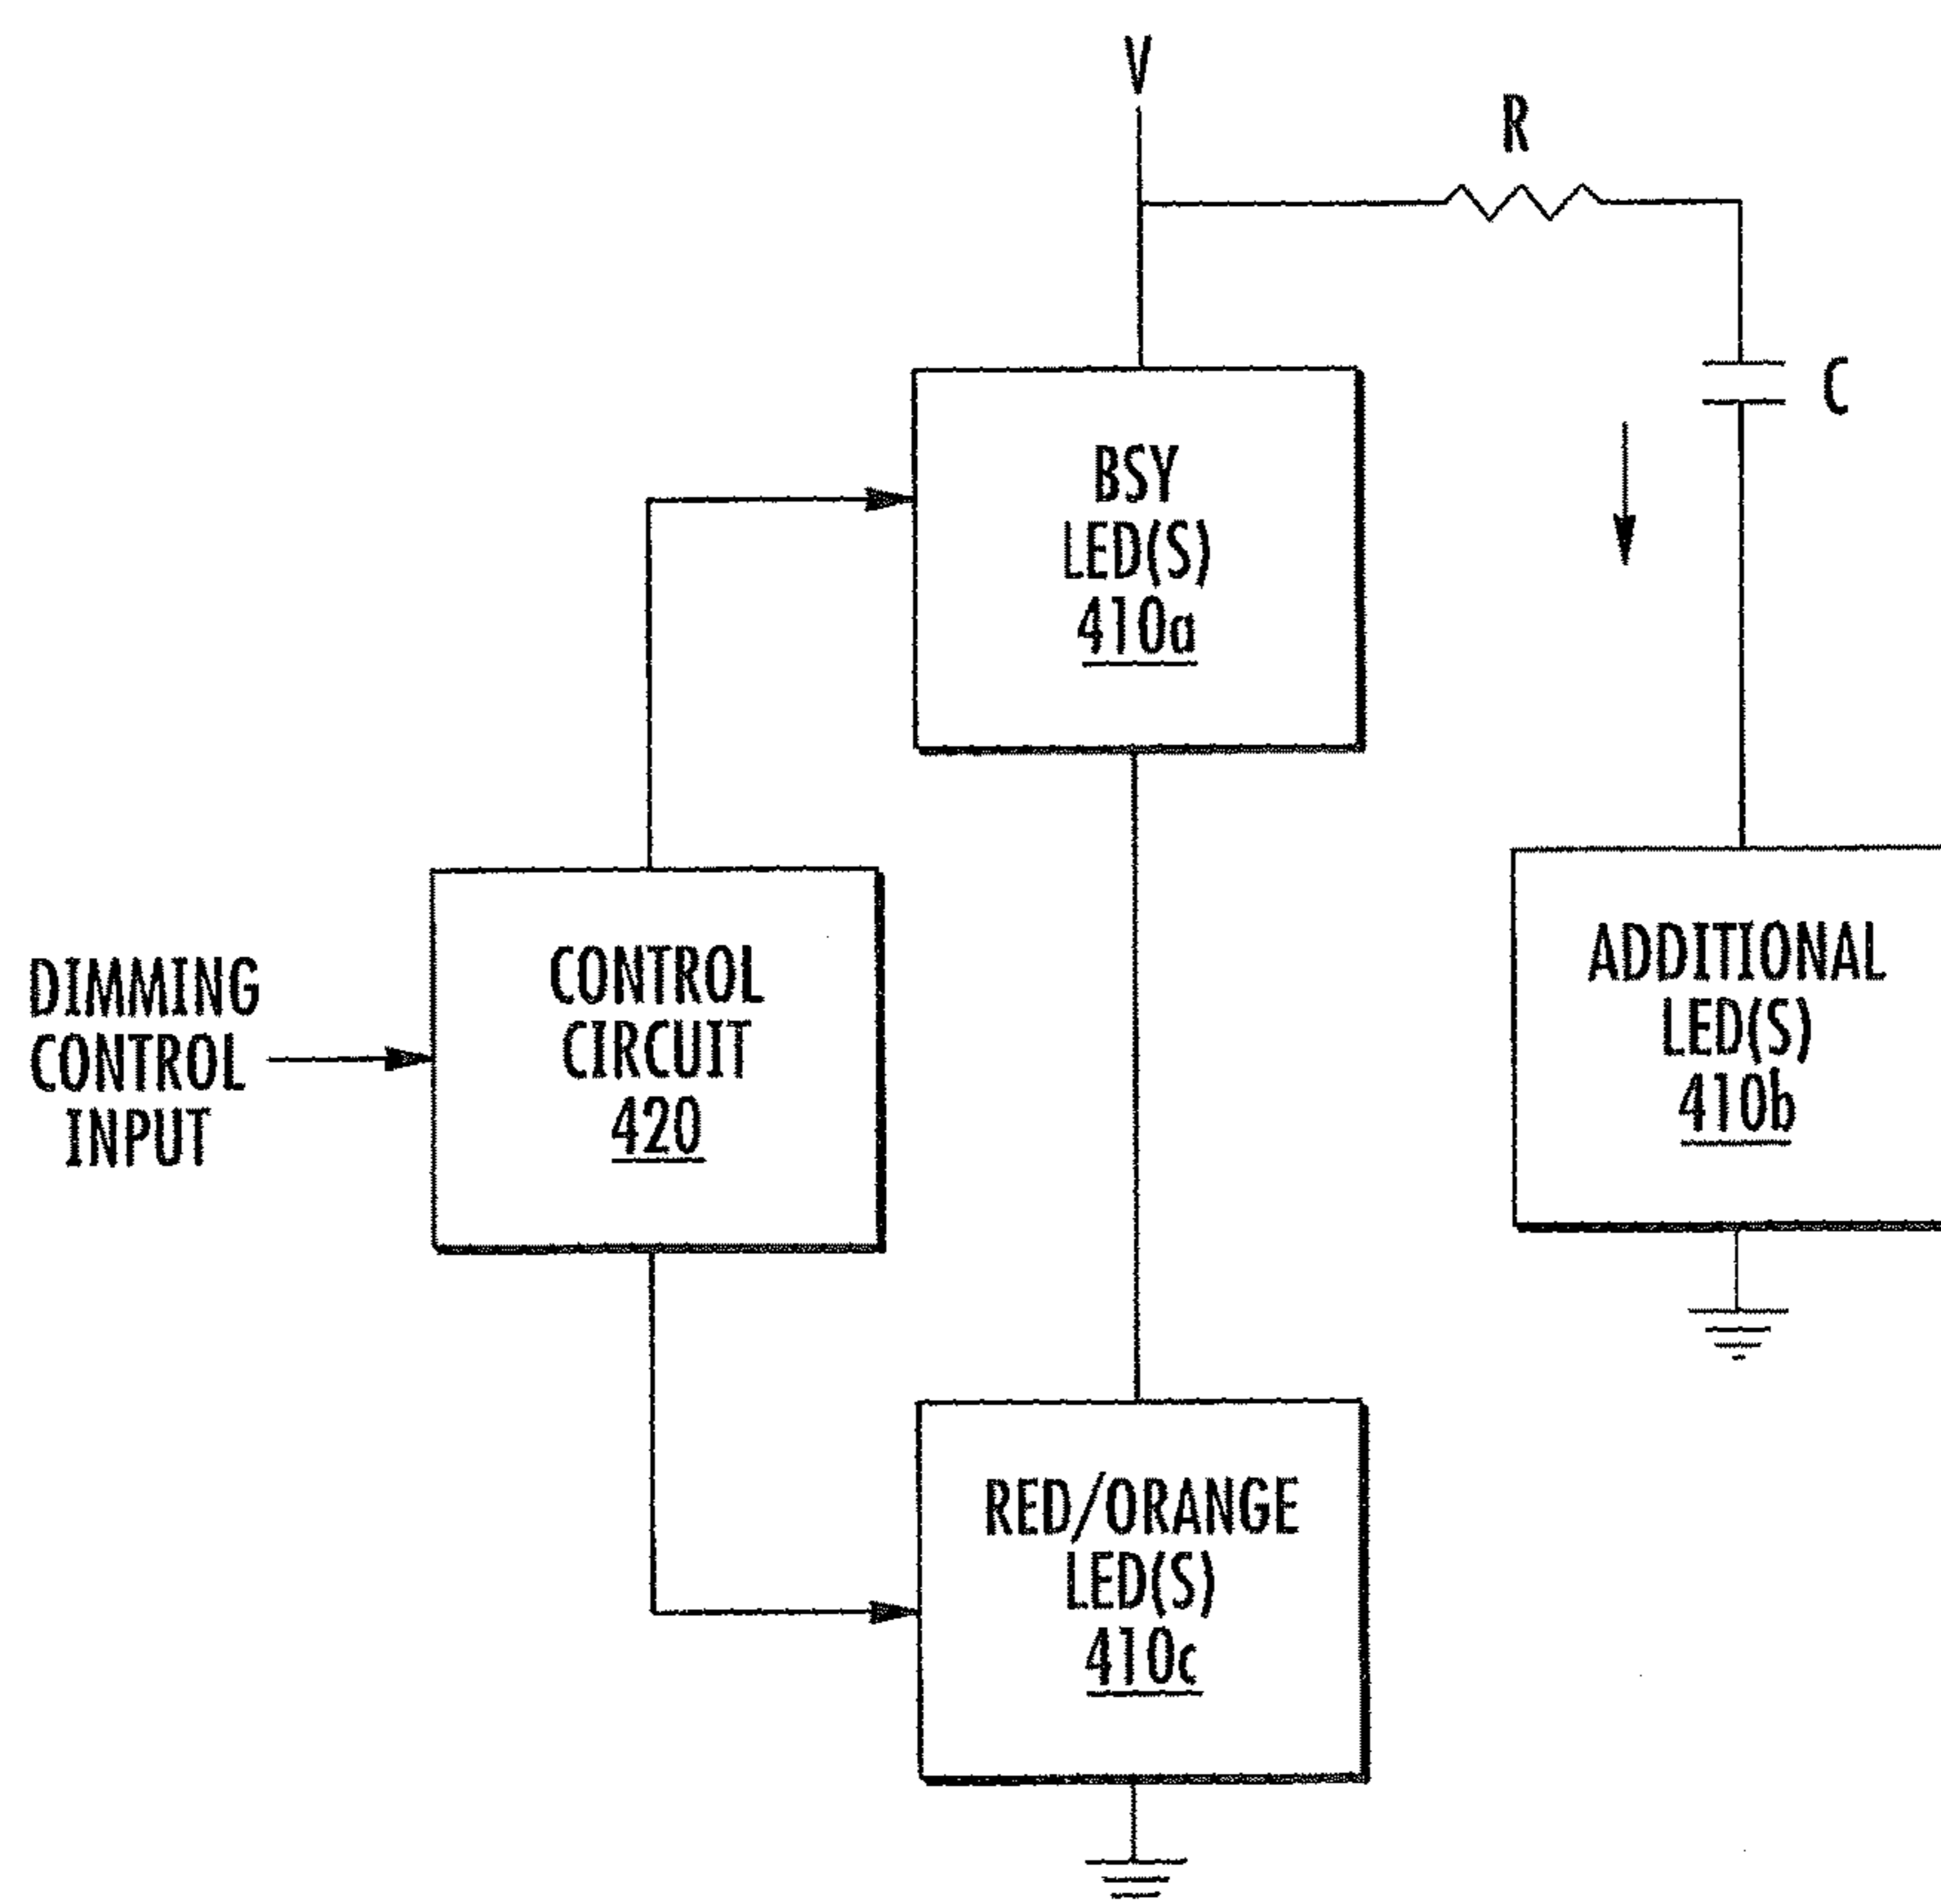 V
R
C
BSY
LED(S)
410a
DIMMING
CONTROL
INPUT
CONTROL
CIRCUIT
420
ADDITIONAL
LED(S)
410b
RED/ORANGE
LED(S)
410c